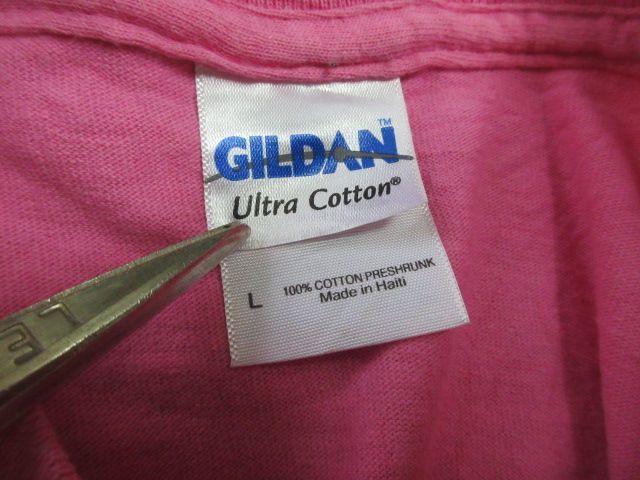 GILDAN™
Ultra Cotton®
L
100% COTTON PRESHRUNK
Made in Haiti